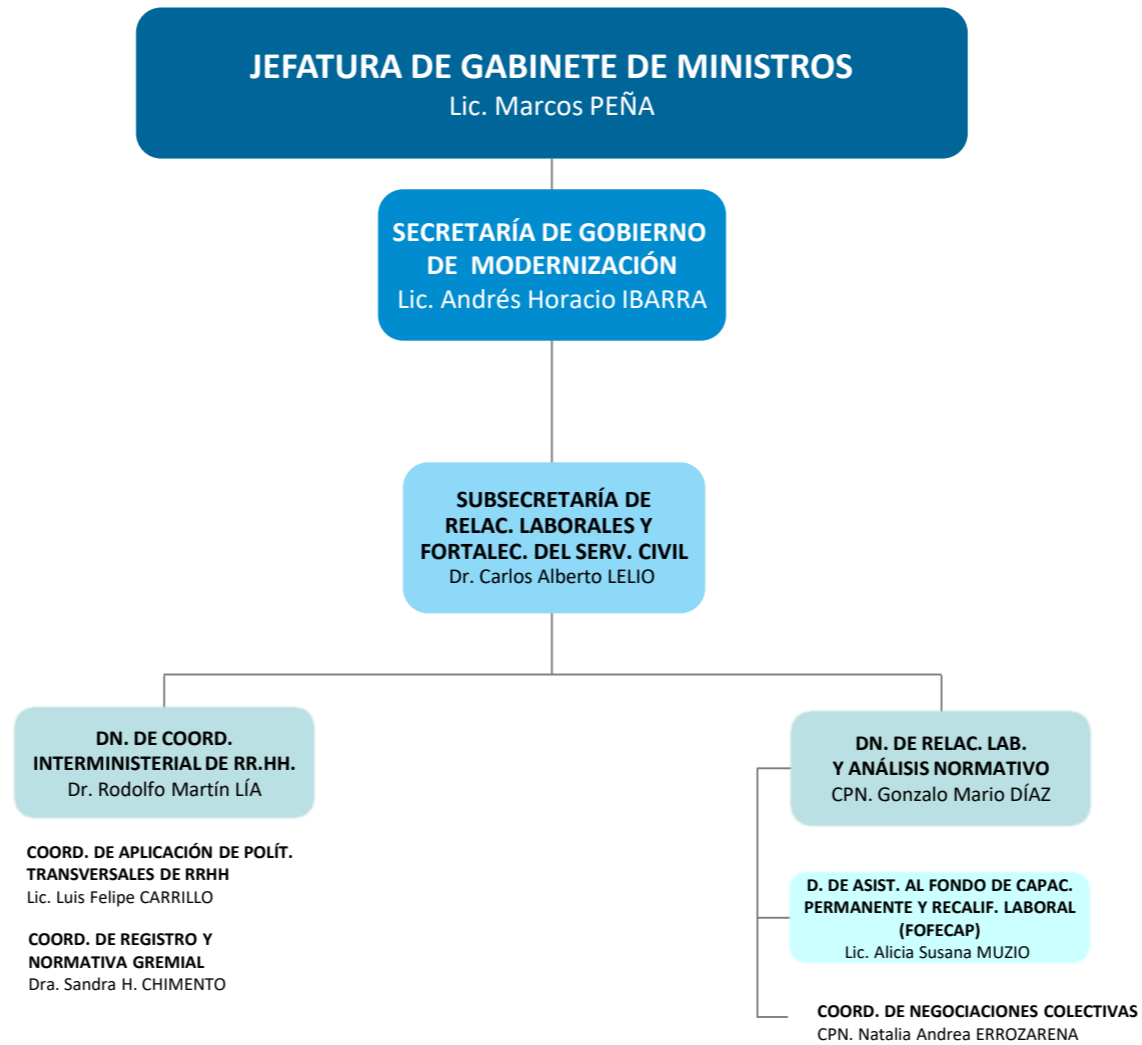 JEFATURA DE GABINETE DE MINISTROS
Lic. Marcos PEÑA
SECRETARÍA DE GOBIERNO
DE MODERNIZACIÓN
Lic. Andrés Horacio IBARRA
SUBSECRETARÍA DE
RELAC. LABORALES Y
FORTALEC. DEL SERV. CIVIL
Dr. Carlos Alberto LELIO
DN. DE COORD.
INTERMINISTERIAL DE RR.HH.
Dr. Rodolfo Martín LÍA
COORD. DE APLICACIÓN DE POLÍT.
TRANSVERSALES DE RRHH
Lic. Luis Felipe CARRILLO
COORD. DE REGISTRO Y
NORMATIVA GREMIAL
Dra. Sandra H. CHIMENTO
DN. DE RELAC. LAB.
Y ANÁLISIS NORMATIVO
CPN. Gonzalo Mario DÍAZ
D. DE ASIST. AL FONDO DE CAPAC.
PERMANENTE Y RECALIF. LABORAL
(FOFECAP)
Lic. Alicia Susana MUZIO
COORD. DE NEGOCIACIONES COLECTIVAS
CPN. Natalia Andrea ERROZARENA